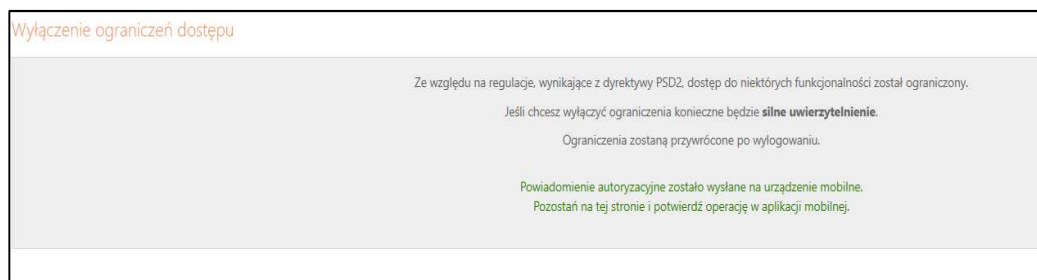 Wyłączenie ograniczeń dostępu
Ze względu na regulacje, wynikające z dyrektywy PSD2, dostęp do niektórych funkcjonalności został ograniczony.
Jeśli chcesz wyłączyć ograniczenia konieczne będzie silne uwierzytelnienie.
Ograniczenia zostaną przywrócone po wylogowaniu.
Powiadomienie autoryzacyjne zostało wysłane na urządzenie mobilne.
Pozostań na tej stronie i potwierdź operację w aplikacji mobilnej.